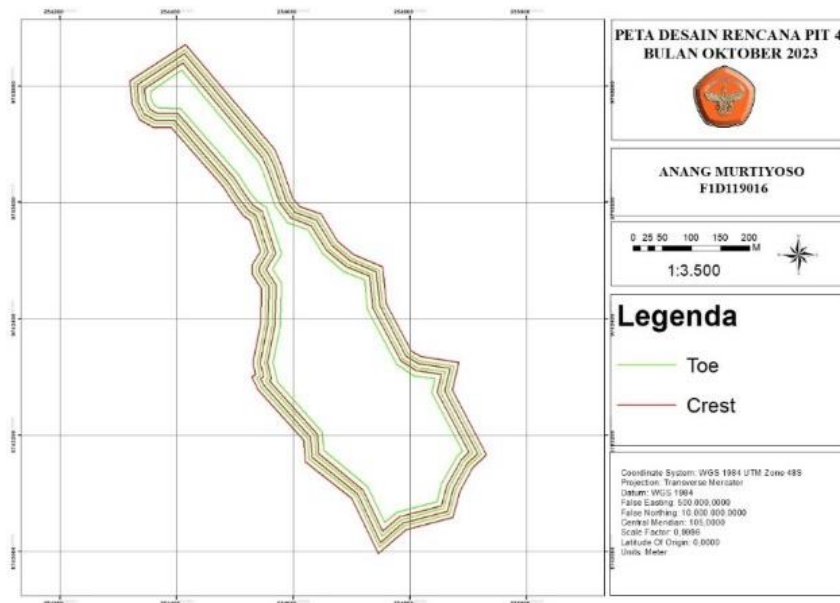 PETA DESAIN RENCANA PIT 4
BULAN OKTOBER 2023
ANANG MURTIYOSO
F1D119016
0 25 50 100 150 200
M
1:3.500
Legenda
Toe
Crest
Coordinate System: WGS 1984 UTM Zone 48S
Projection: Transverse Mercator
Datum: WGS 1984
False Easting: 500.000,0000
False Northing: 10.000.000,0000
Central Meridian: 105,0000
Scale Factor: 0,9996
Latitude Of Origin: 0,0000
Units: Meter